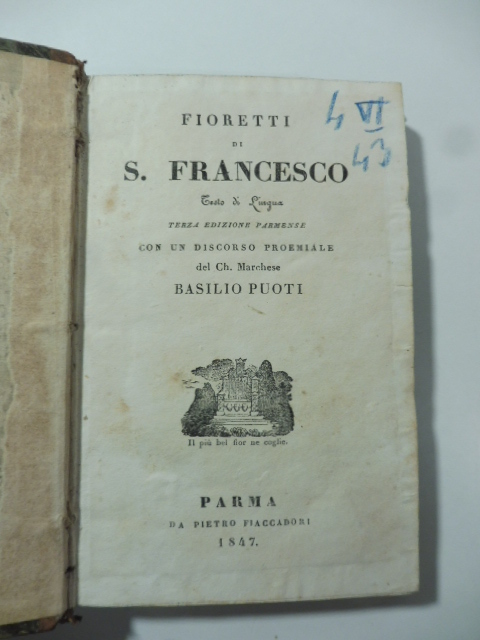 FIORETTI
DI
S. FRANCESCO
Testo di Lingua
TERZA EDIZIONE PARMENSE
CON UN DISCORSO PROEMIALE
del Ch. Marchese
BASILIO PUOTI
Il più bel fior ne coglie.
PARMA
DA PIETRO FIACCADORI
1847.
4 VI
43